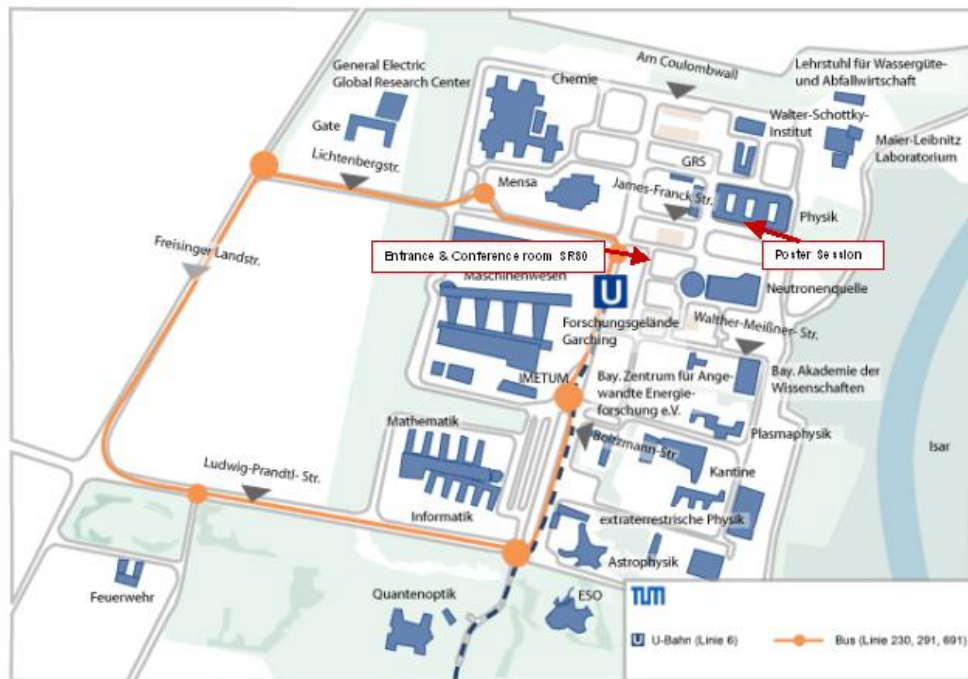 Am Coulombwall
Lehrstuhl für Wassergüte-
und Abfallwirtschaft
General Electric
Global Research Center
Chemie
Walter-Schottky-
Institut
Gate
Maier-Leibnitz
Laboratorium
Lichtenbergstr.
GRS
Mensa
James-Franck Str.
Physik
Freisinger Landstr.
Entrance & Conference room SR80
Poster Session
Maschinenwesen
U
Neutronenquelle
Forschungsgelände
Garching
Walther-Meißner- Str.
IMETUM
Bay. Zentrum für Ange-
wandte Energie-
forschung e.V.
Bay. Akademie der
Wissenschaften
Mathematik
Boltzmann-Str.
Plasmaphysik
Isar
Ludwig-Prandtl- Str.
Kantine
Informatik
extraterrestrische Physik
Astrophysik
Feuerwehr
Quantenoptik
ESO
TUM
U U-Bahn (Linie 6)
Bus (Linie 230, 291, 691)